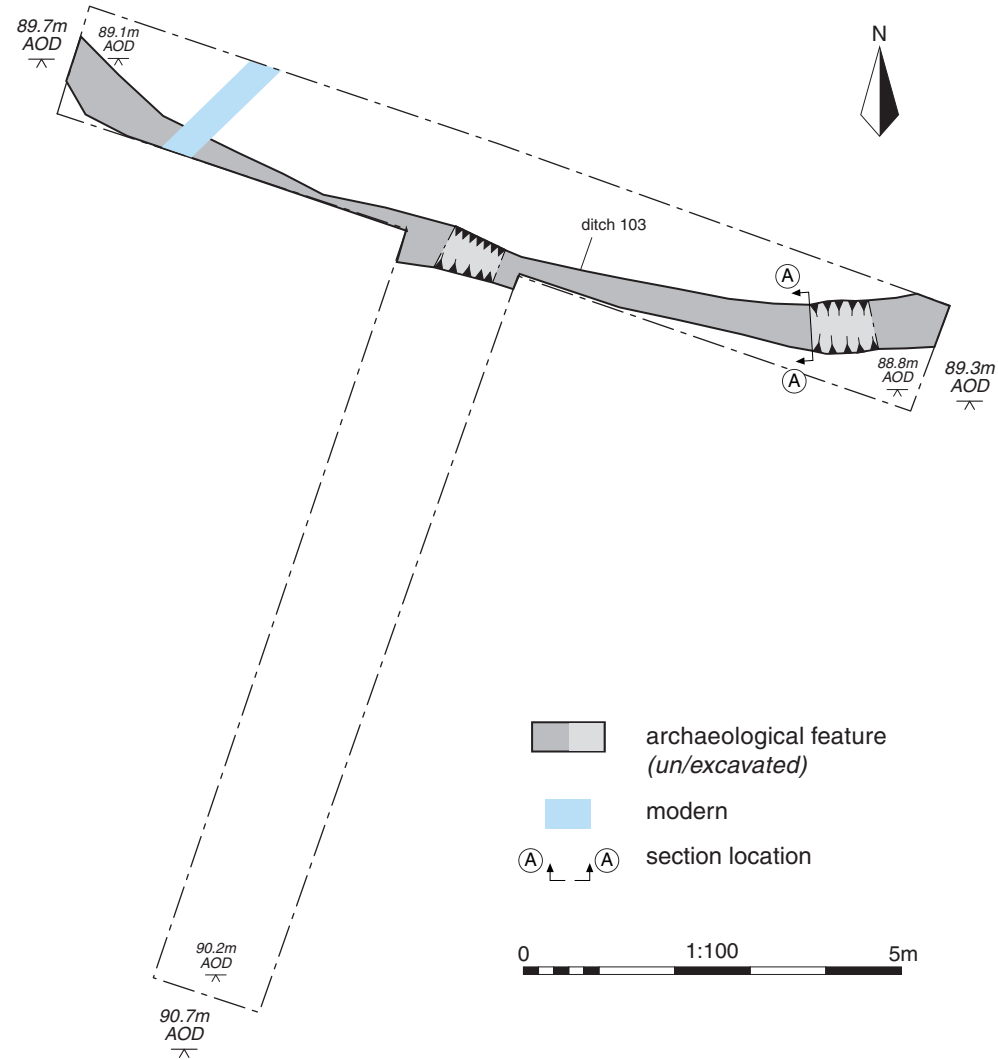 89.7m
AOD
89.1m
AOD
N
ditch 103
A
A
88.8m
AOD
89.3m
AOD
archaeological feature
(un/excavated)
modern
A A section location
90.2m
AOD
90.7m
AOD
0 1:100 5m